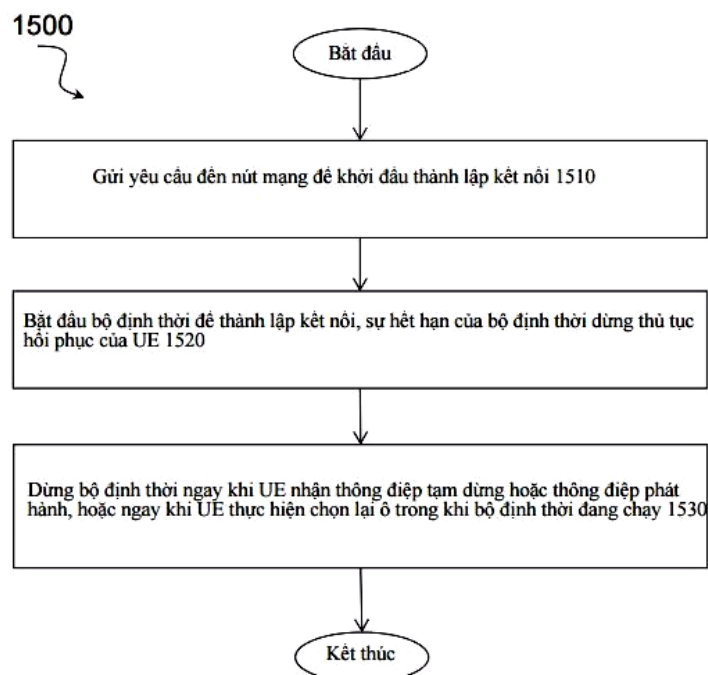 1500
Bắt đầu
Gửi yêu cầu đến nút mạng để khởi đầu thành lập kết nối 1510
Bắt đầu bộ định thời để thành lập kết nối, sự hết hạn của bộ định thời dừng thủ tục
hồi phục của UE 1520
Dừng bộ định thời ngay khi UE nhận thông điệp tạm dừng hoặc thông điệp phát
hành, hoặc ngay khi UE thực hiện chọn lại ô trong khi bộ định thời đang chạy 1530
Kết thúc